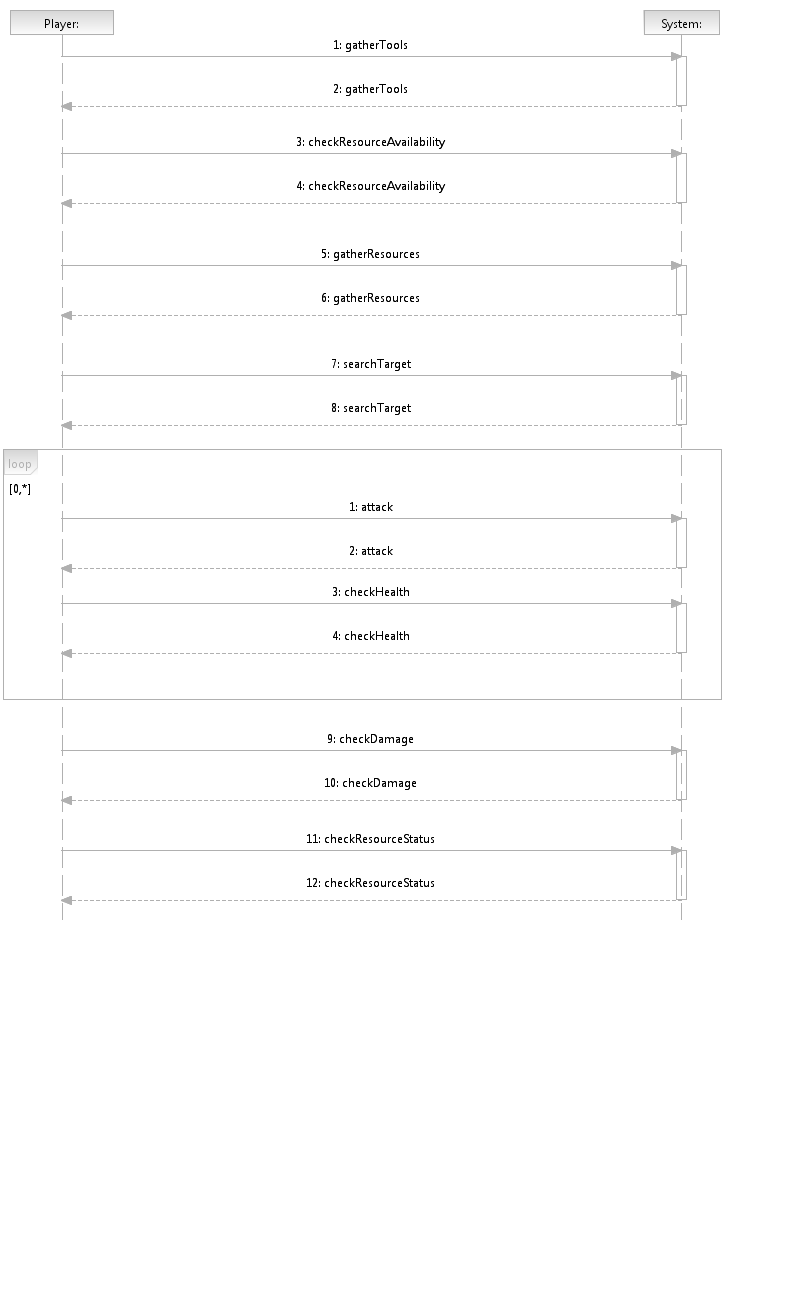 Player:
System:
1: gatherTools
2: gatherTools
3: checkResourceAvailability
4: checkResourceAvailability
5: gatherResources
6: gatherResources
7: searchTarget
8: searchTarget
loop
[0,*]
1: attack
2: attack
3: checkHealth
4: checkHealth
9: checkDamage
10: checkDamage
11: checkResourceStatus
12: checkResourceStatus